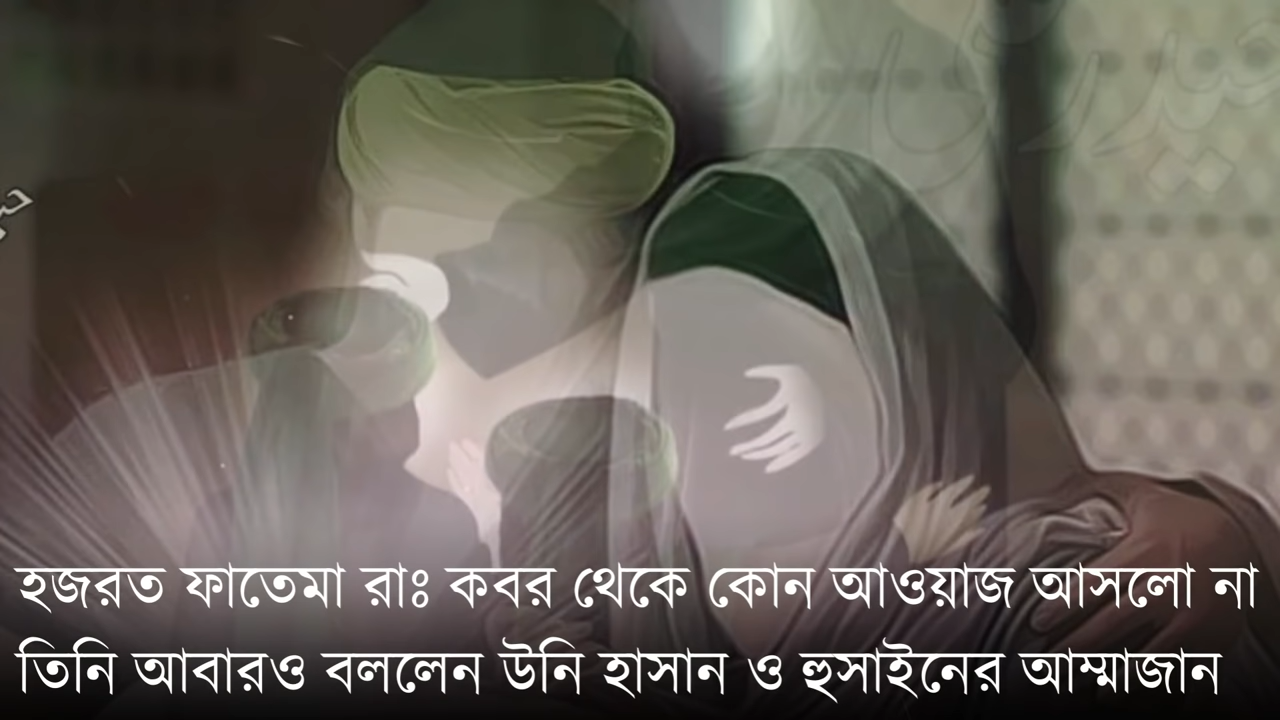 হজরত ফাতেমা রাঃ কবর থেকে কোন আওয়াজ আসলো না
তিনি আবারও বললেন উনি হাসান ও হুসাইনের আম্মাজান